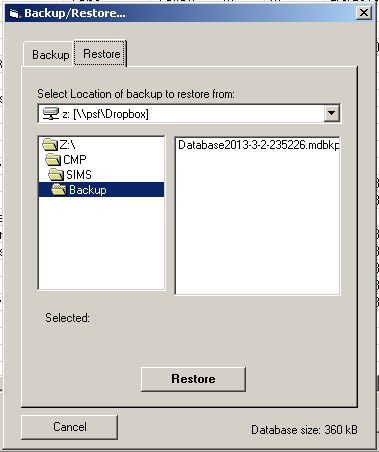 Backup/Restore...
Backup
Restore
Select Location of backup to restore from:
z: [\\psf\Dropbox]
Z:\
CMP
SIMS
Backup
Database2013-3-2-235226.mdbkp
Selected:
Restore
Cancel
Database size: 360 kB